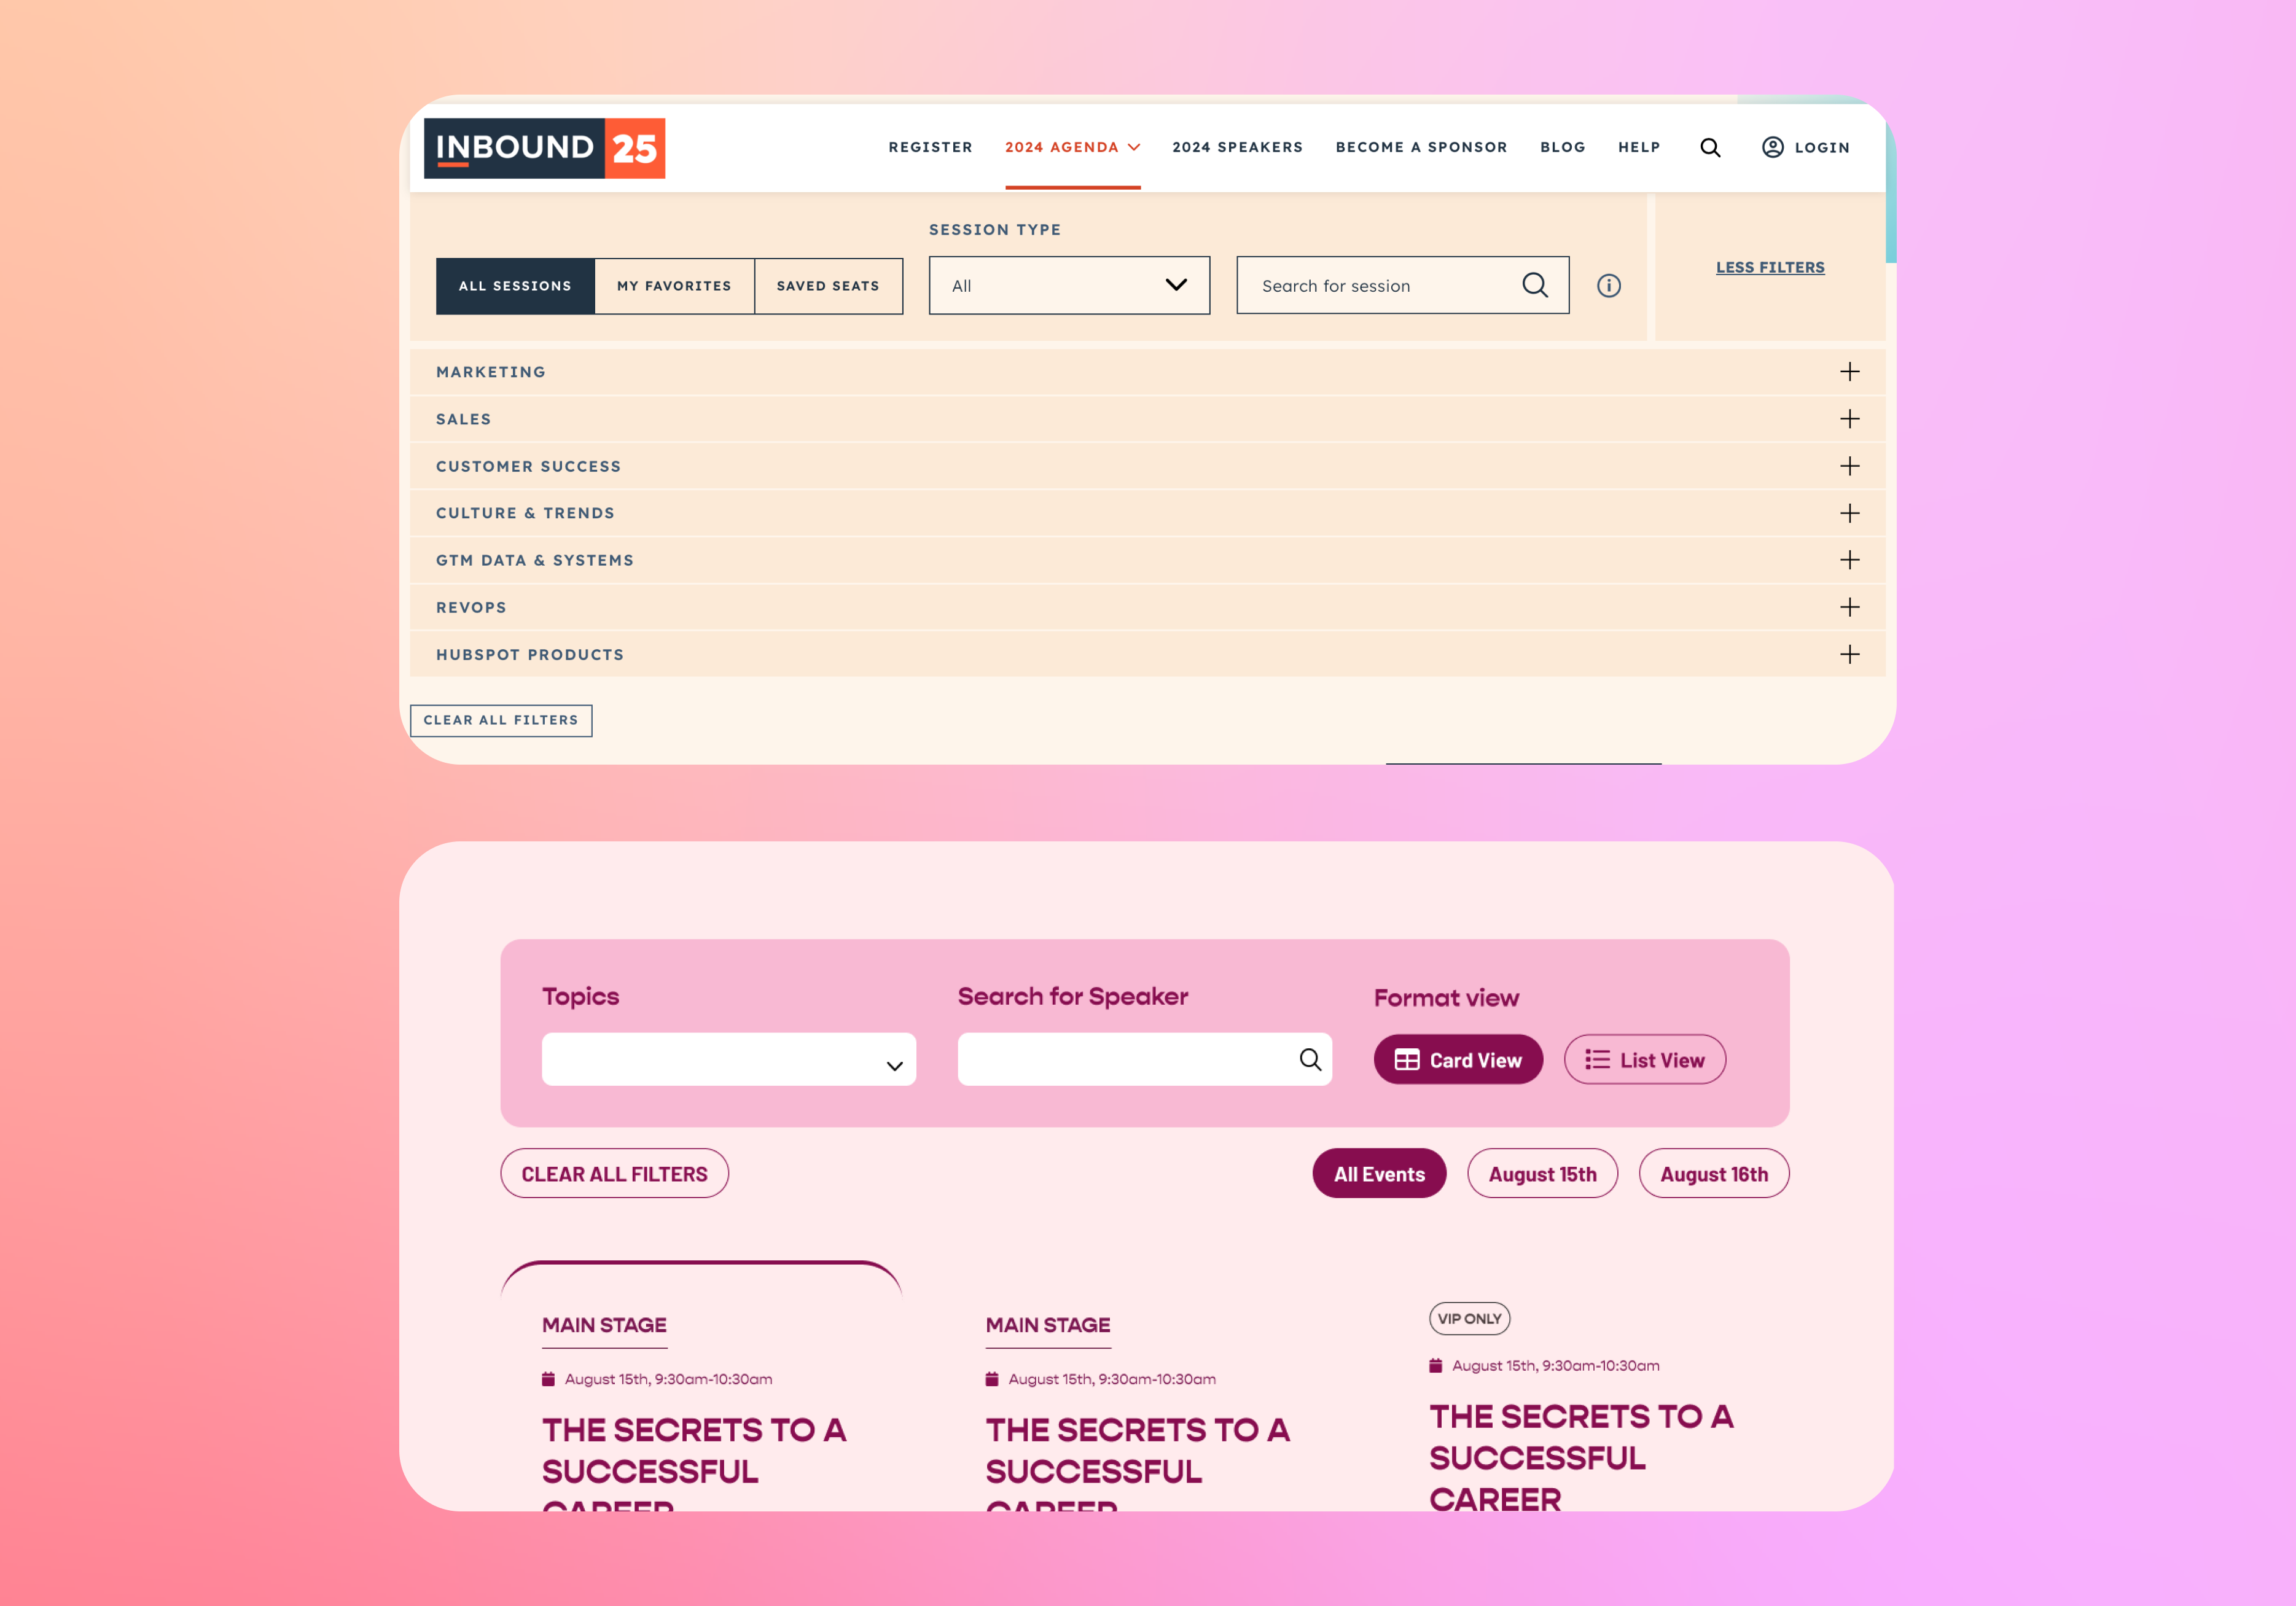 INBOUND 25
REGISTER 2024 AGENDA 2024 SPEAKERS BECOME A SPONSOR BLOG HELP LOGIN
SESSION TYPE
ALL SESSIONS MY FAVORITES SAVED SEATS All Search for session LESS FILTERS
MARKETING
SALES
CUSTOMER SUCCESS
CULTURE & TRENDS
GTM DATA & SYSTEMS
REVOPS
HUBSPOT PRODUCTS
CLEAR ALL FILTERS
Topics Search for Speaker Format view
Card View List View
CLEAR ALL FILTERS All Events August 15th August 16th
MAIN STAGE
August 15th, 9:30am-10:30am
THE SECRETS TO A
SUCCESSFUL
CAREER
MAIN STAGE
August 15th, 9:30am-10:30am
THE SECRETS TO A
SUCCESSFUL
CAREER
VIP ONLY
August 15th, 9:30am-10:30am
THE SECRETS TO A
SUCCESSFUL
CAREER